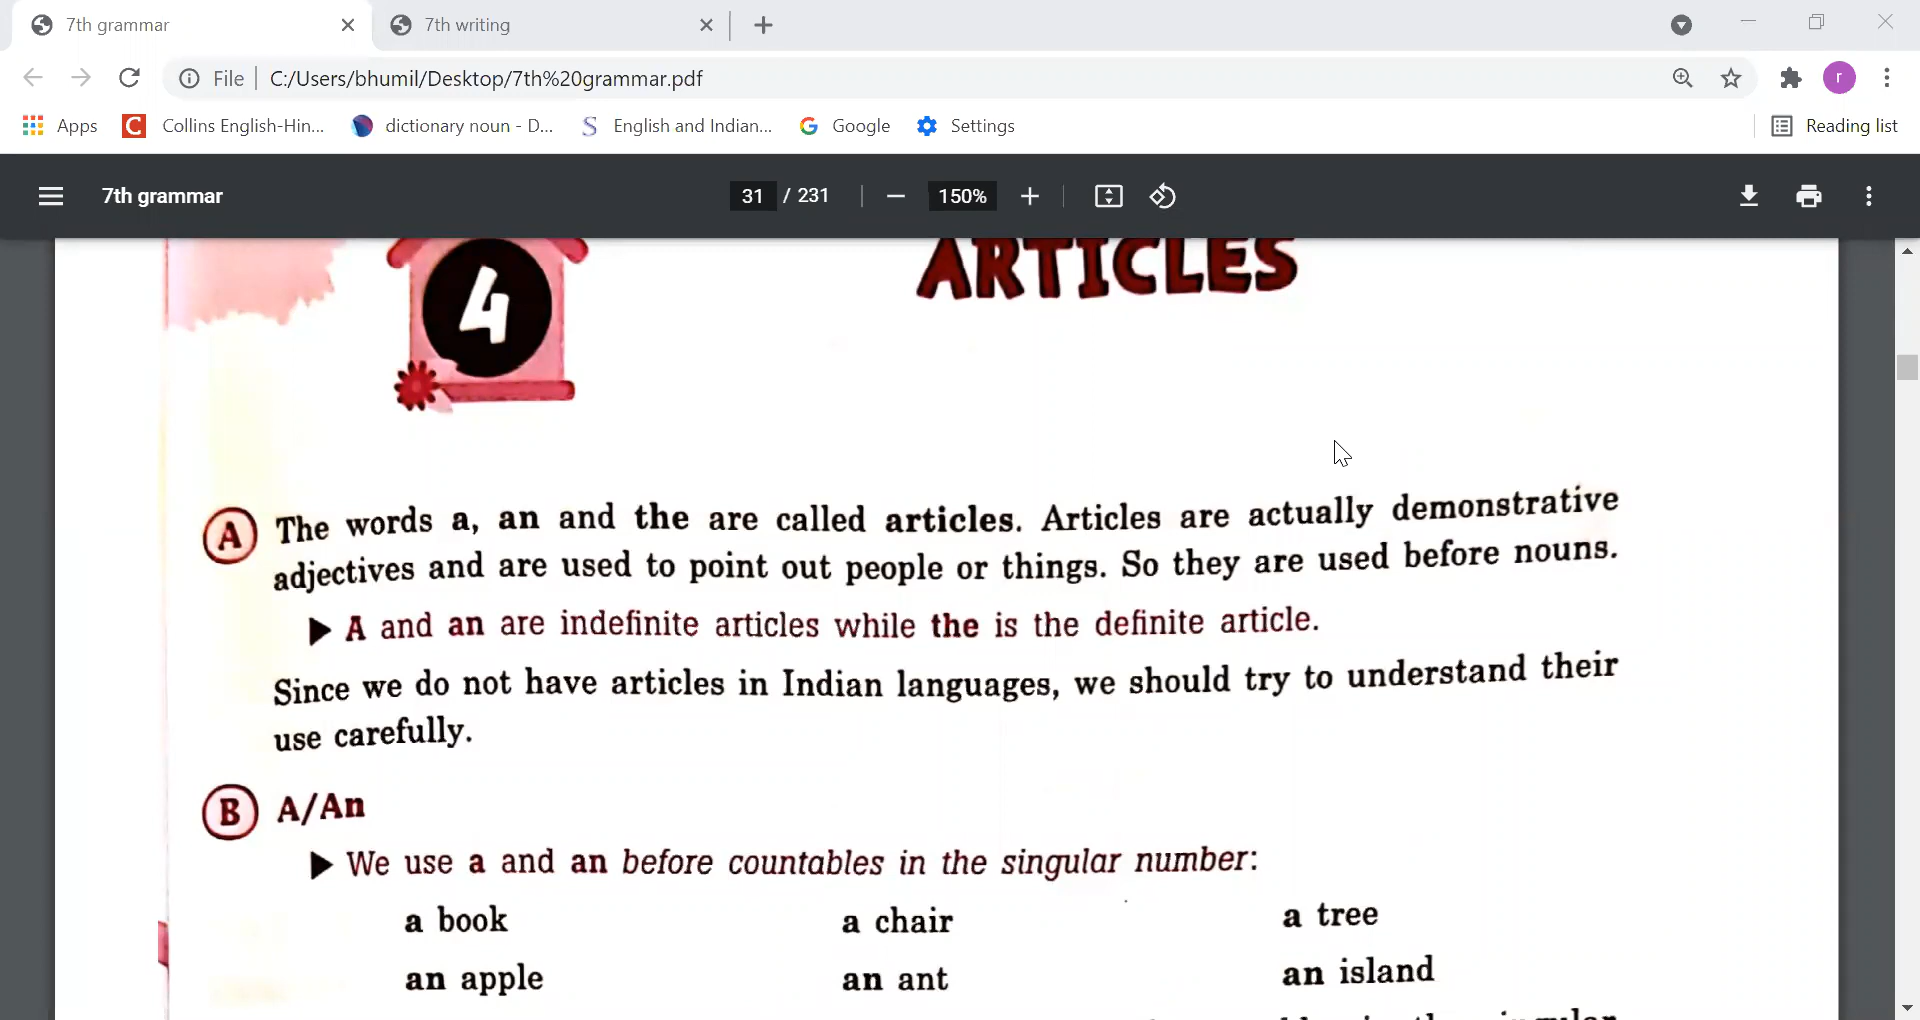 7th grammar
7th writing
File
C:/Users/bhumil/Desktop/7th%20grammar.pdf
r
Apps
Collins English-Hin...
dictionary noun - D...
English and Indian...
Google
Settings
Reading list
7th grammar
31 / 231
150%
4
ARTICLES
A The words a, an and the are called articles. Articles are actually demonstrative
adjectives and are used to point out people or things. So they are used before nouns.
▶ A and an are indefinite articles while the is the definite article.
Since we do not have articles in Indian languages, we should try to understand their
use carefully.
B A/An
▶ We use a and an before countables in the singular number:
a book a chair a tree
an apple an ant an island